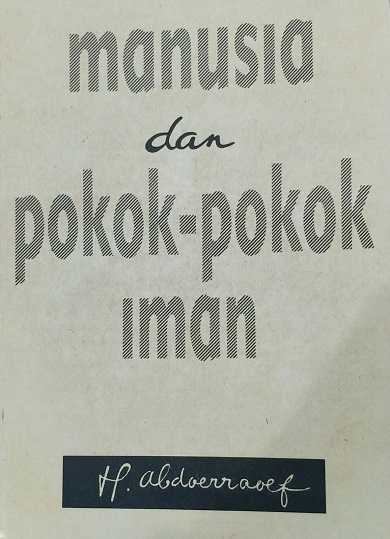 manusia
dan
pokok-pokok
iman
H. Abdoerraoef